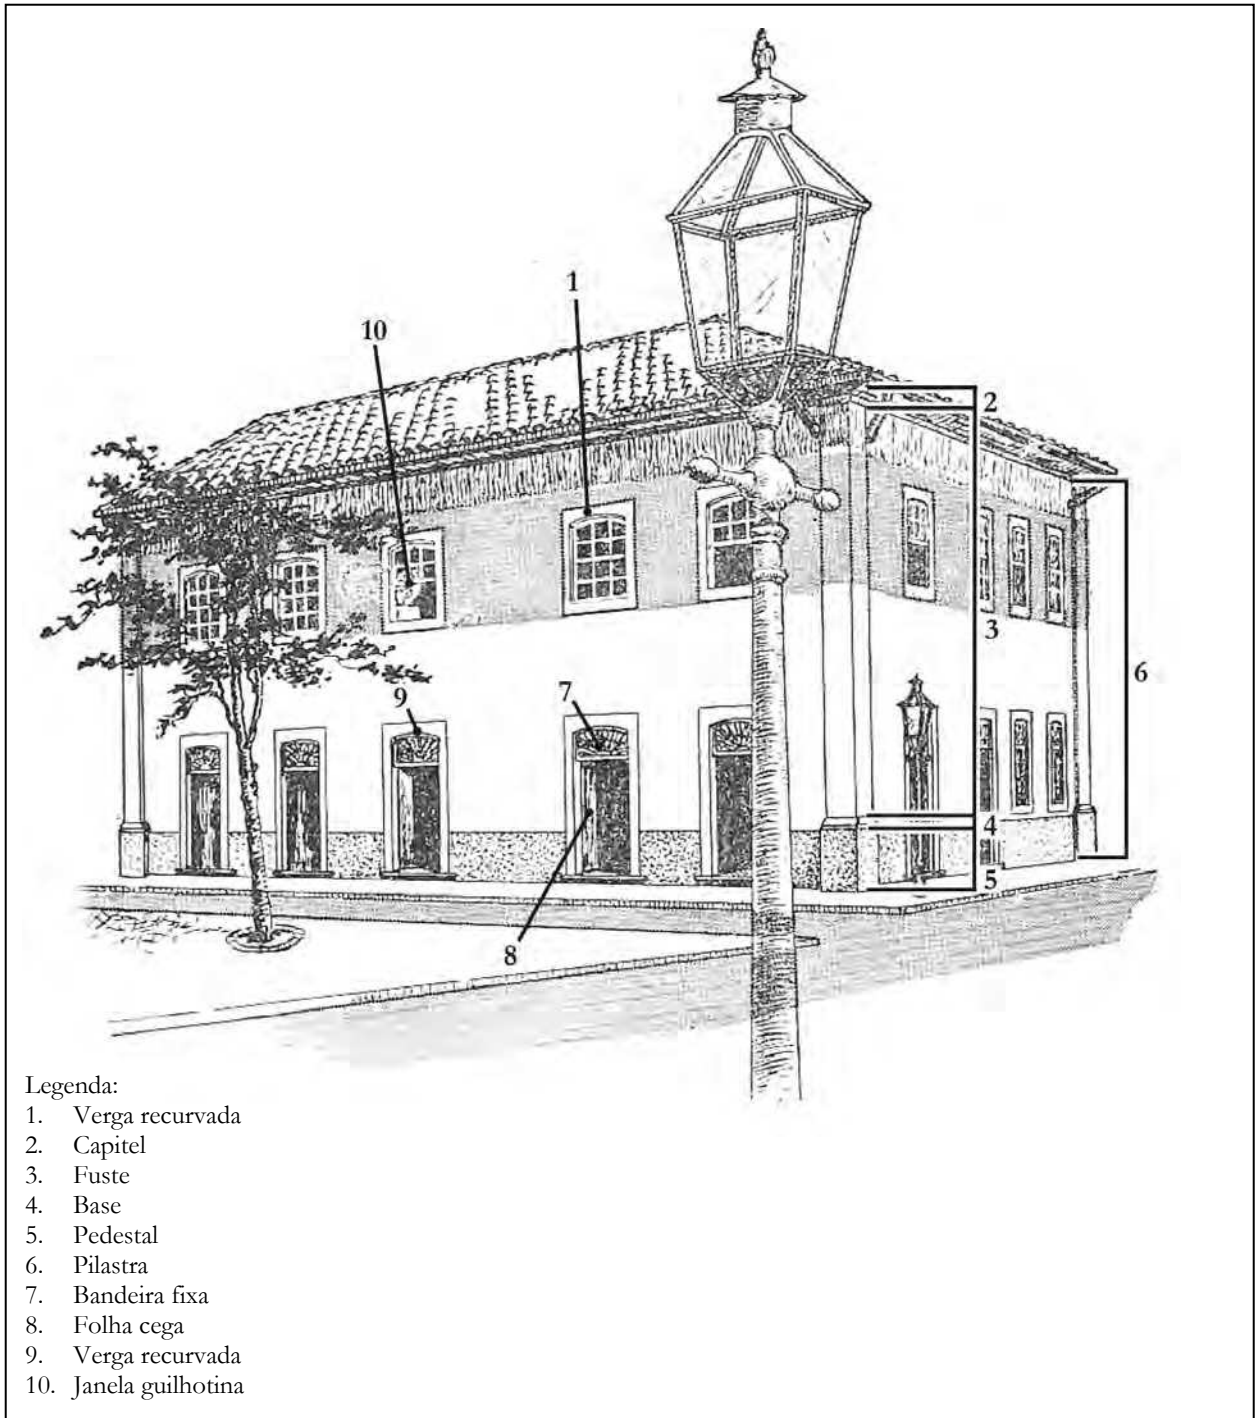 1
10
2
3
6
9
7
4
5
8
Legenda:
1. Verga recurvada
2. Capitel
3. Fuste
4. Base
5. Pedestal
6. Pilastra
7. Bandeira fixa
8. Folha cega
9. Verga recurvada
10. Janela guilhotina